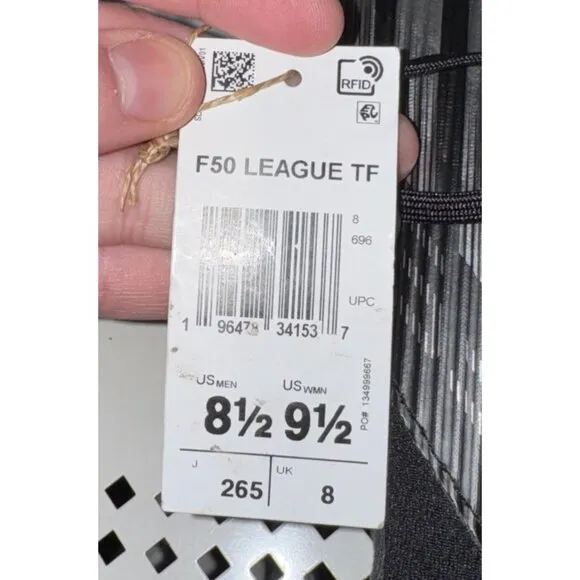 RFID
F50 LEAGUE TF
8
696
UPC
1 96478 34153 7
PO# 134999667
US MEN US WMN
8½ 9½
J UK
265 8